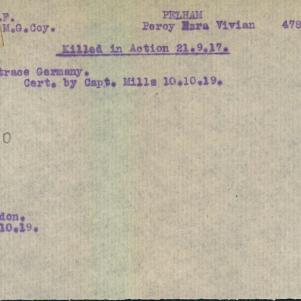 .F. PELHAM
M.G.Coy. Percy Ezra Vivian 478
Killed in Action 21.9.17.
trace Germany.
Cert. by Capt. Mills 10.10.19.
0
don.
10.19.